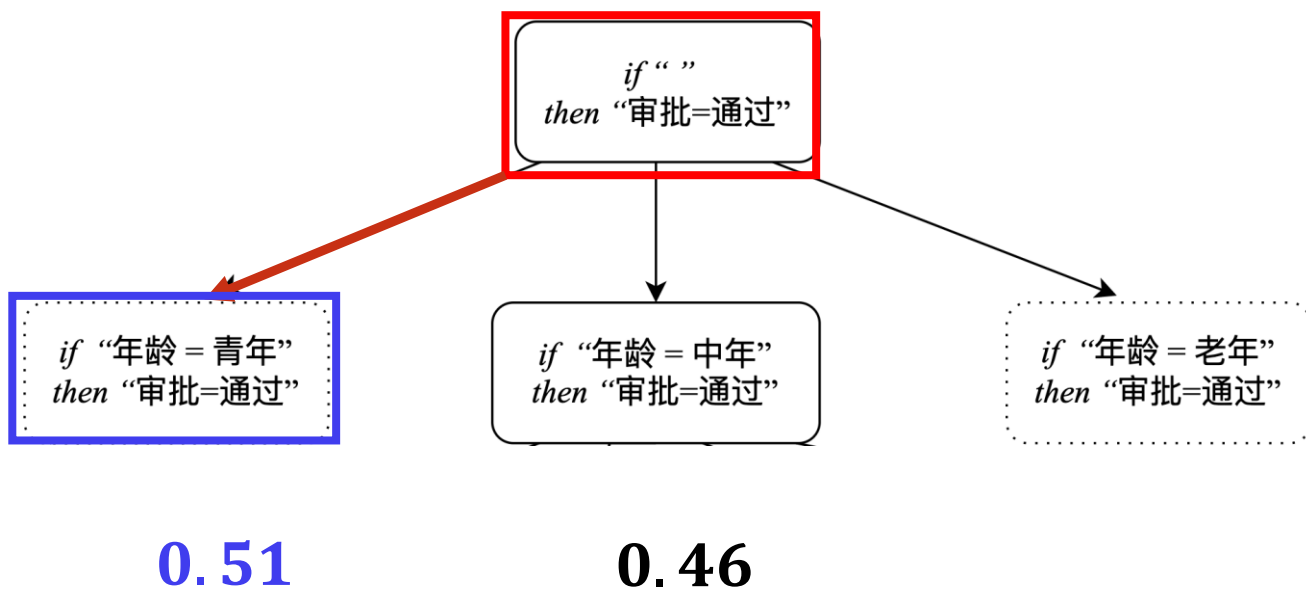 if “ ”
then “审批=通过”
if “年龄 = 青年”
then “审批=通过”
if “年龄 = 中年”
then “审批=通过”
if “年龄 = 老年”
then “审批=通过”
0.51
0.46